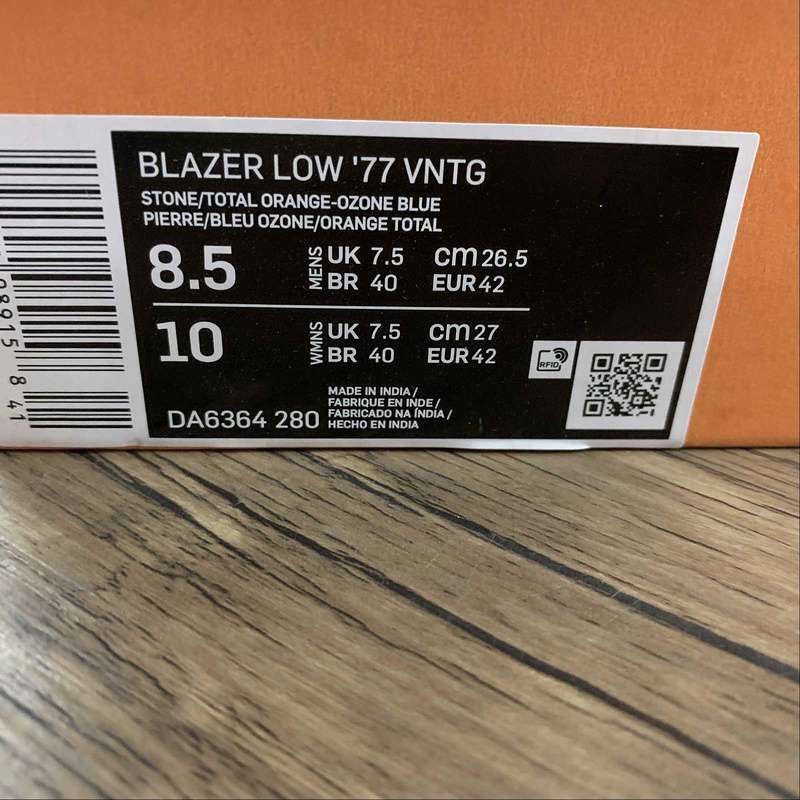 BLAZER LOW '77 VNTG
STONE/TOTAL ORANGE-OZONE BLUE
PIERRE/BLEU OZONE/ORANGE TOTAL
8.5 MENS UK 7.5 cm 26.5
BR 40 EUR 42
10 WMNS UK 7.5 cm 27
BR 40 EUR 42
RFID
DA6364 280
MADE IN INDIA /
FABRIQUE EN INDE /
FABRICADO NA ÍNDIA /
HECHO EN INDIA
98915 8 41